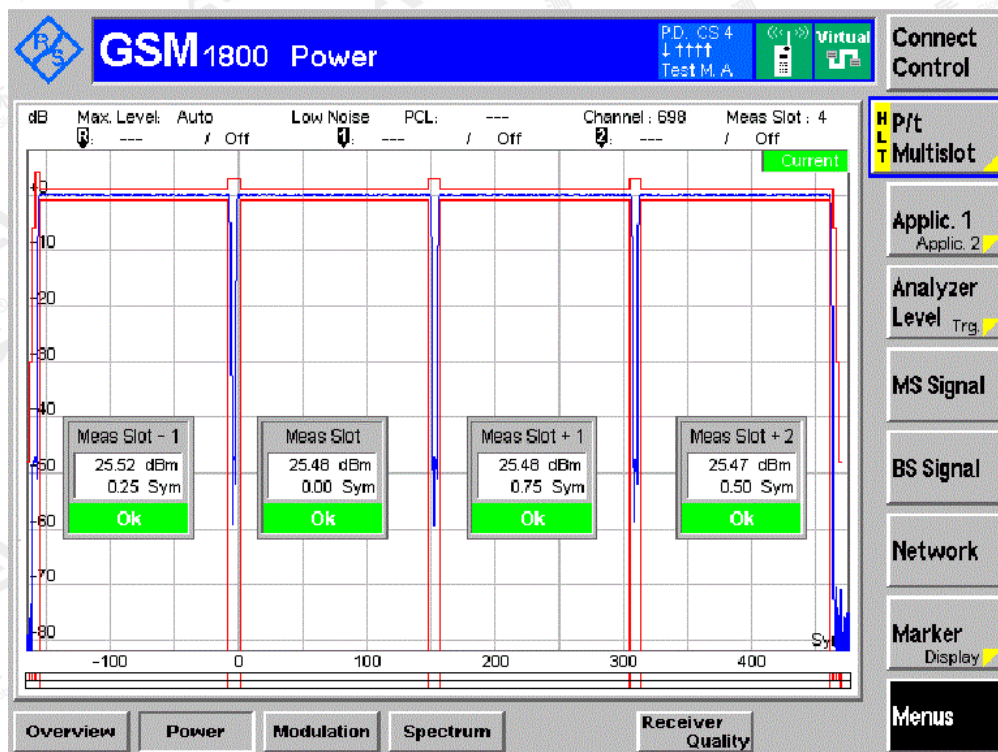 R S
GSM 1800 Power
P.D. CS 4
↓ ↑↑↑↑
Test M. A
Virtual
Connect
Control
dB Max. Level: Auto Low Noise PCL: --- Channel : 698 Meas Slot : 4
R : --- / Off 1 : --- / Off 2 : --- / Off
Current
H L T
P/t
Multislot
Applic. 1
Applic. 2
Analyzer
Level Trg.
MS Signal
BS Signal
Network
Marker
Display
Menus
+0
-10
-20
-30
-40
-50
-60
-70
-80
Meas Slot - 1
25.52 dBm
0.25 Sym
Ok
Meas Slot
25.48 dBm
0.00 Sym
Ok
Meas Slot + 1
25.48 dBm
0.75 Sym
Ok
Meas Slot + 2
25.47 dBm
0.50 Sym
Ok
-100 0 100 200 300 400
Overview Power Modulation Spectrum Receiver Quality